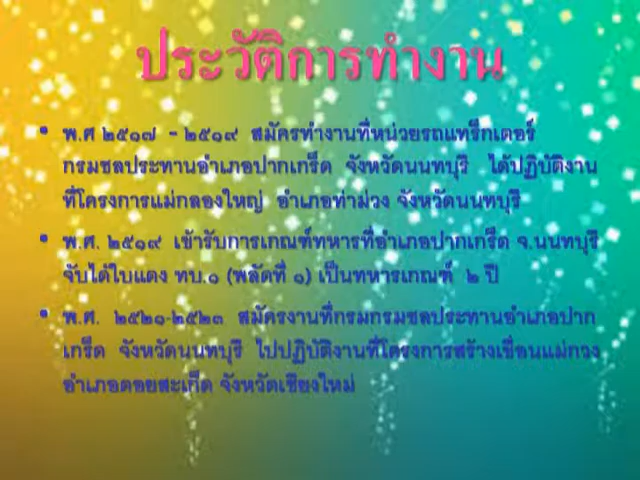 ประวัติการทำงาน
• พ.ศ ๒๕๑๗ - ๒๕๑๙ สมัครทำงานที่หน่วยรถแทร็กเตอร์
กรมชลประทานอำเภอปากเกร็ด จังหวัดนนทบุรี ได้ปฏิบัติงาน
ที่โครงการแม่กลองใหญ่ อำเภอท่าม่วง จังหวัดนนทบุรี
• พ.ศ. ๒๕๑๙ เข้ารับการเกณฑ์ทหารที่อำเภอปากเกร็ด จ.นนทบุรี
จับได้ใบแดง ทบ.๑ (พลัดที่ ๑) เป็นทหารเกณฑ์ ๒ ปี
• พ.ศ. ๒๕๒๑-๒๕๒๓ สมัครงานที่กรมกรมชลประทานอำเภอปาก
เกร็ด จังหวัดนนทบุรี ไปปฏิบัติงานที่โครงการสร้างเขื่อนแม่กวง
อำเภอดอยสะเก็ด จังหวัดเชียงใหม่